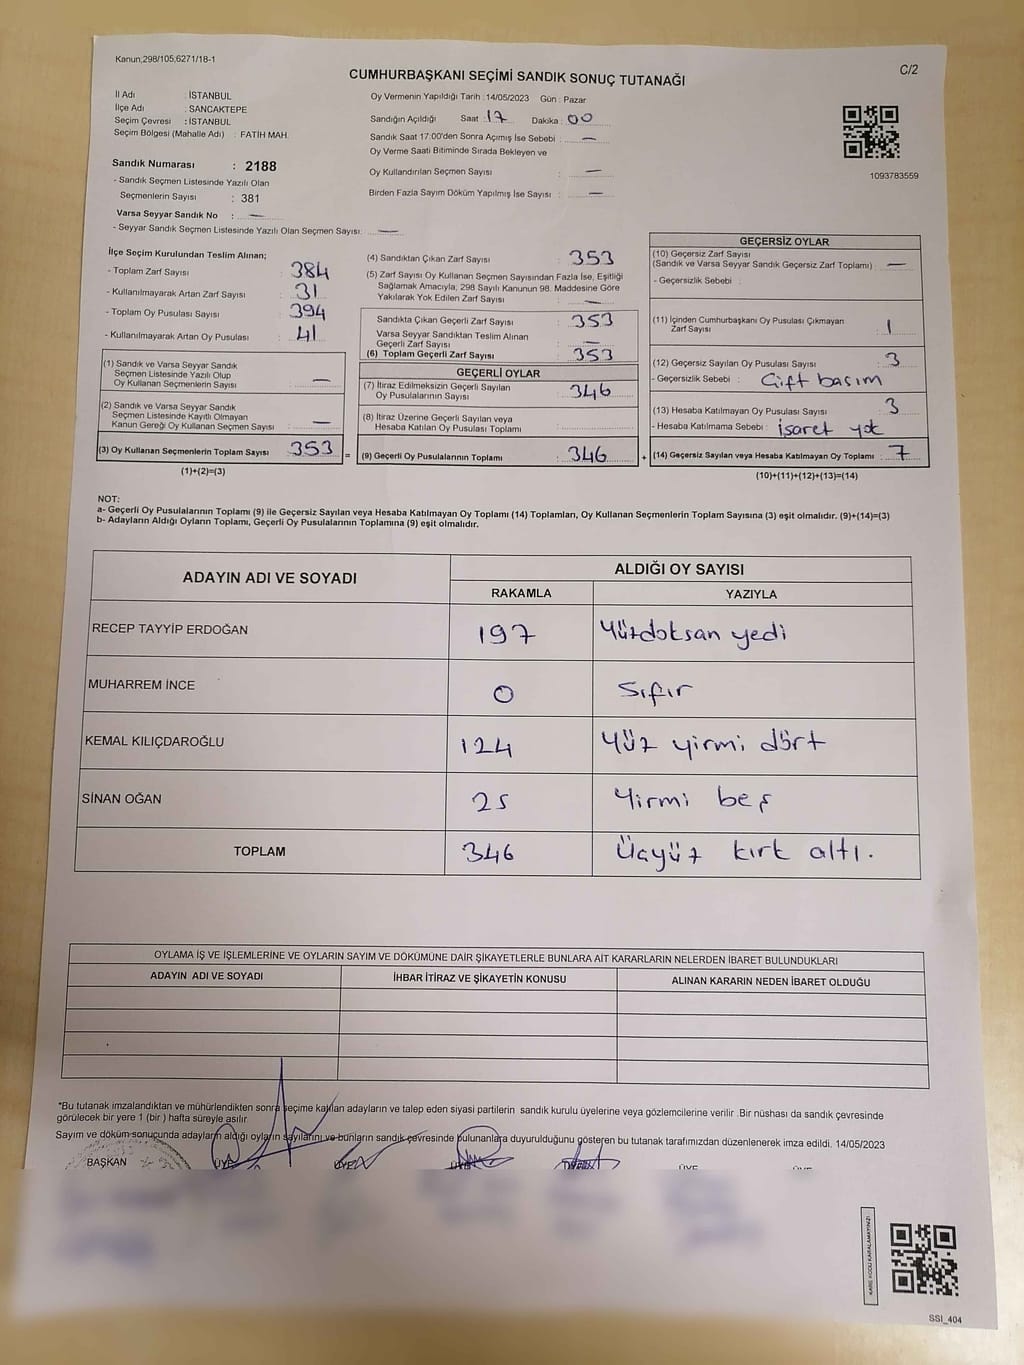 Kanun;298/105;6271/18-1
C/2
CUMHURBAŞKANI SEÇİMİ SANDIK SONUÇ TUTANAĞI
İl Adı : İSTANBUL
İlçe Adı : SANCAKTEPE
Seçim Çevresi : İSTANBUL
Seçim Bölgesi (Mahalle Adı) : FATİH MAH.
Sandık Numarası : 2188
- Sandık Seçmen Listesinde Yazılı Olan
Seçmenlerin Sayısı : 381
Varsa Seyyar Sandık No : —
- Seyyar Sandık Seçmen Listesinde Yazılı Olan Seçmen Sayısı: —
Oy Vermenin Yapıldığı Tarih : 14/05/2023 Gün : Pazar
Sandığın Açıldığı Saat : 17 Dakika : 00
Sandık Saat 17:00'den Sonra Açımış İse Sebebi : —
Oy Verme Saati Bitiminde Sırada Bekleyen ve
Oy Kullandırılan Seçmen Sayısı : —
Birden Fazla Sayım Döküm Yapılmış İse Sayısı : —
1093783559
İlçe Seçim Kurulundan Teslim Alınan;
- Toplam Zarf Sayısı : 384
- Kullanılmayarak Artan Zarf Sayısı : 31
- Toplam Oy Pusulası Sayısı : 394
- Kullanılmayarak Artan Oy Pusulası : 41
(1) Sandık ve Varsa Seyyar Sandık
Seçmen Listesinde Yazılı Olup
Oy Kullanan Seçmenlerin Sayısı : —
(2) Sandık ve Varsa Seyyar Sandık
Seçmen Listesinde Kayıtlı Olmayan
Kanun Gereği Oy Kullanan Seçmen Sayısı : —
(3) Oy Kullanan Seçmenlerin Toplam Sayısı : 353 =
(1)+(2)=(3)
(4) Sandıktan Çıkan Zarf Sayısı : 353
(5) Zarf Sayısı Oy Kullanan Seçmen Sayısından Fazla İse, Eşitliği
Sağlamak Amacıyla; 298 Sayılı Kanunun 98. Maddesine Göre
Yakılarak Yok Edilen Zarf Sayısı : —
Sandıkta Çıkan Geçerli Zarf Sayısı : 353
Varsa Seyyar Sandıktan Teslim Alınan
Geçerli Zarf Sayısı : —
(6) Toplam Geçerli Zarf Sayısı : 353
GEÇERLİ OYLAR
(7) İtiraz Edilmeksizin Geçerli Sayılan
Oy Pusulalarının Sayısı : 346
(8) İtiraz Üzerine Geçerli Sayılan veya
Hesaba Katılan Oy Pusulası Toplamı :
(9) Geçerli Oy Pusulalarının Toplamı : 346 +
GEÇERSİZ OYLAR
(10) Geçersiz Zarf Sayısı
(Sandık ve Varsa Seyyar Sandık Geçersiz Zarf Toplamı) : —
- Geçersizlik Sebebi :
(11) İçinden Cumhurbaşkanı Oy Pusulası Çıkmayan
Zarf Sayısı : 1
(12) Geçersiz Sayılan Oy Pusulası Sayısı : 3
- Geçersizlik Sebebi : Çift basım
(13) Hesaba Katılmayan Oy Pusulası Sayısı : 3
- Hesaba Katılmama Sebebi : işaret yok
(14) Geçersiz Sayılan veya Hesaba Katılmayan Oy Toplamı : 7
(10)+(11)+(12)+(13)=(14)
NOT:
a- Geçerli Oy Pusulalarının Toplamı (9) ile Geçersiz Sayılan veya Hesaba Katılmayan Oy Toplamı (14) Toplamları, Oy Kullanan Seçmenlerin Toplam Sayısına (3) eşit olmalıdır. (9)+(14)=(3)
b- Adayların Aldığı Oyların Toplamı, Geçerli Oy Pusulalarının Toplamına (9) eşit olmalıdır.
ADAYIN ADI VE SOYADI ALDIĞI OY SAYISI
RAKAMLA YAZIYLA
RECEP TAYYİP ERDOĞAN 197 Yüzdoksan yedi
MUHARREM İNCE 0 Sıfır
KEMAL KILIÇDAROĞLU 124 Yüz yirmi dört
SİNAN OĞAN 25 Yirmi beş
TOPLAM 346 Üçyüz kırk altı.
OYLAMA İŞ VE İŞLEMLERİNE VE OYLARIN SAYIM VE DÖKÜMÜNE DAİR ŞİKAYETLERLE BUNLARA AİT KARARLARIN NELERDEN İBARET BULUNDUKLARI
ADAYIN ADI VE SOYADI İHBAR İTİRAZ VE ŞİKAYETİN KONUSU ALINAN KARARIN NEDEN İBARET OLDUĞU
*Bu tutanak imzalandıktan ve mühürlendikten sonra seçime katılan adayların ve talep eden siyasi partilerin sandık kurulu üyelerine veya gözlemcilerine verilir .Bir nüshası da sandık çevresinde
görülecek bir yere 1 (bir ) hafta süreyle asılır
Sayım ve döküm sonucunda adayların aldığı oyların sayılarını ve bunların sandık çevresinde bulunanlara duyurulduğunu gösteren bu tutanak tarafımızdan düzenlenerek imza edildi. 14/05/2023
BAŞKAN ÜYE ÜYE ÜYE ÜYE ÜYE
KARE KODU KARALAMAYINIZ!
SSI_404